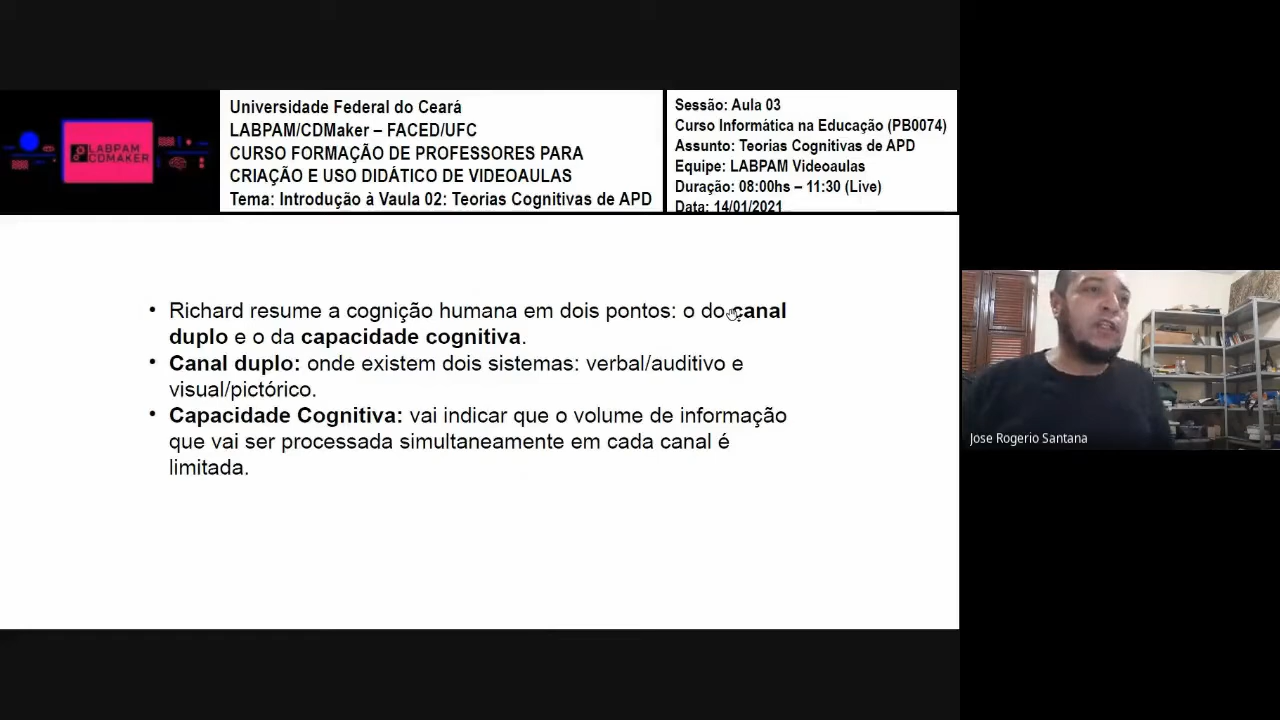 LABPAM
CDMAKER
Universidade Federal do Ceará
LABPAM/CDMaker – FACED/UFC
CURSO FORMAÇÃO DE PROFESSORES PARA
CRIAÇÃO E USO DIDÁTICO DE VIDEOAULAS
Tema: Introdução à Vaula 02: Teorias Cognitivas de APD
Sessão: Aula 03
Curso Informática na Educação (PB0074)
Assunto: Teorias Cognitivas de APD
Equipe: LABPAM Videoaulas
Duração: 08:00hs – 11:30 (Live)
Data: 14/01/2021
• Richard resume a cognição humana em dois pontos: o do canal
duplo e o da capacidade cognitiva.
• Canal duplo: onde existem dois sistemas: verbal/auditivo e
visual/pictórico.
• Capacidade Cognitiva: vai indicar que o volume de informação
que vai ser processada simultaneamente em cada canal é
limitada.
Jose Rogerio Santana